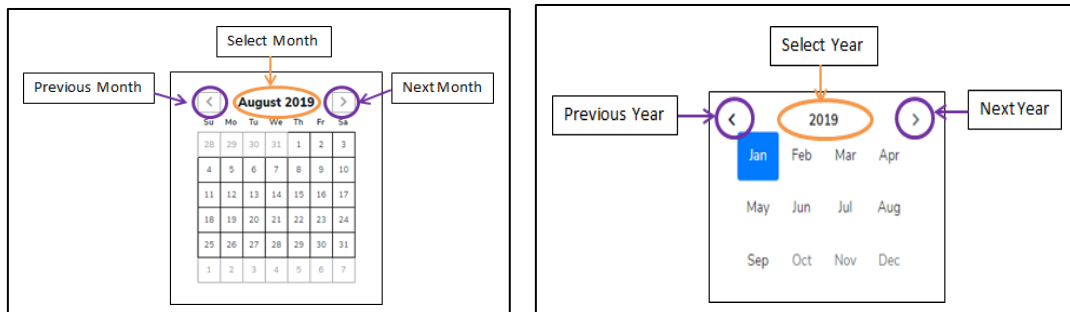 Select Month
Previous Month
Next Month
< August 2019 >
Su Mo Tu We Th Fr Sa
28 29 30 31 1 2 3
4 5 6 7 8 9 10
11 12 13 14 15 16 17
18 19 20 21 22 23 24
25 26 27 28 29 30 31
1 2 3 4 5 6 7
Select Year
Previous Year
Next Year
< 2019 >
Jan Feb Mar Apr
May Jun Jul Aug
Sep Oct Nov Dec